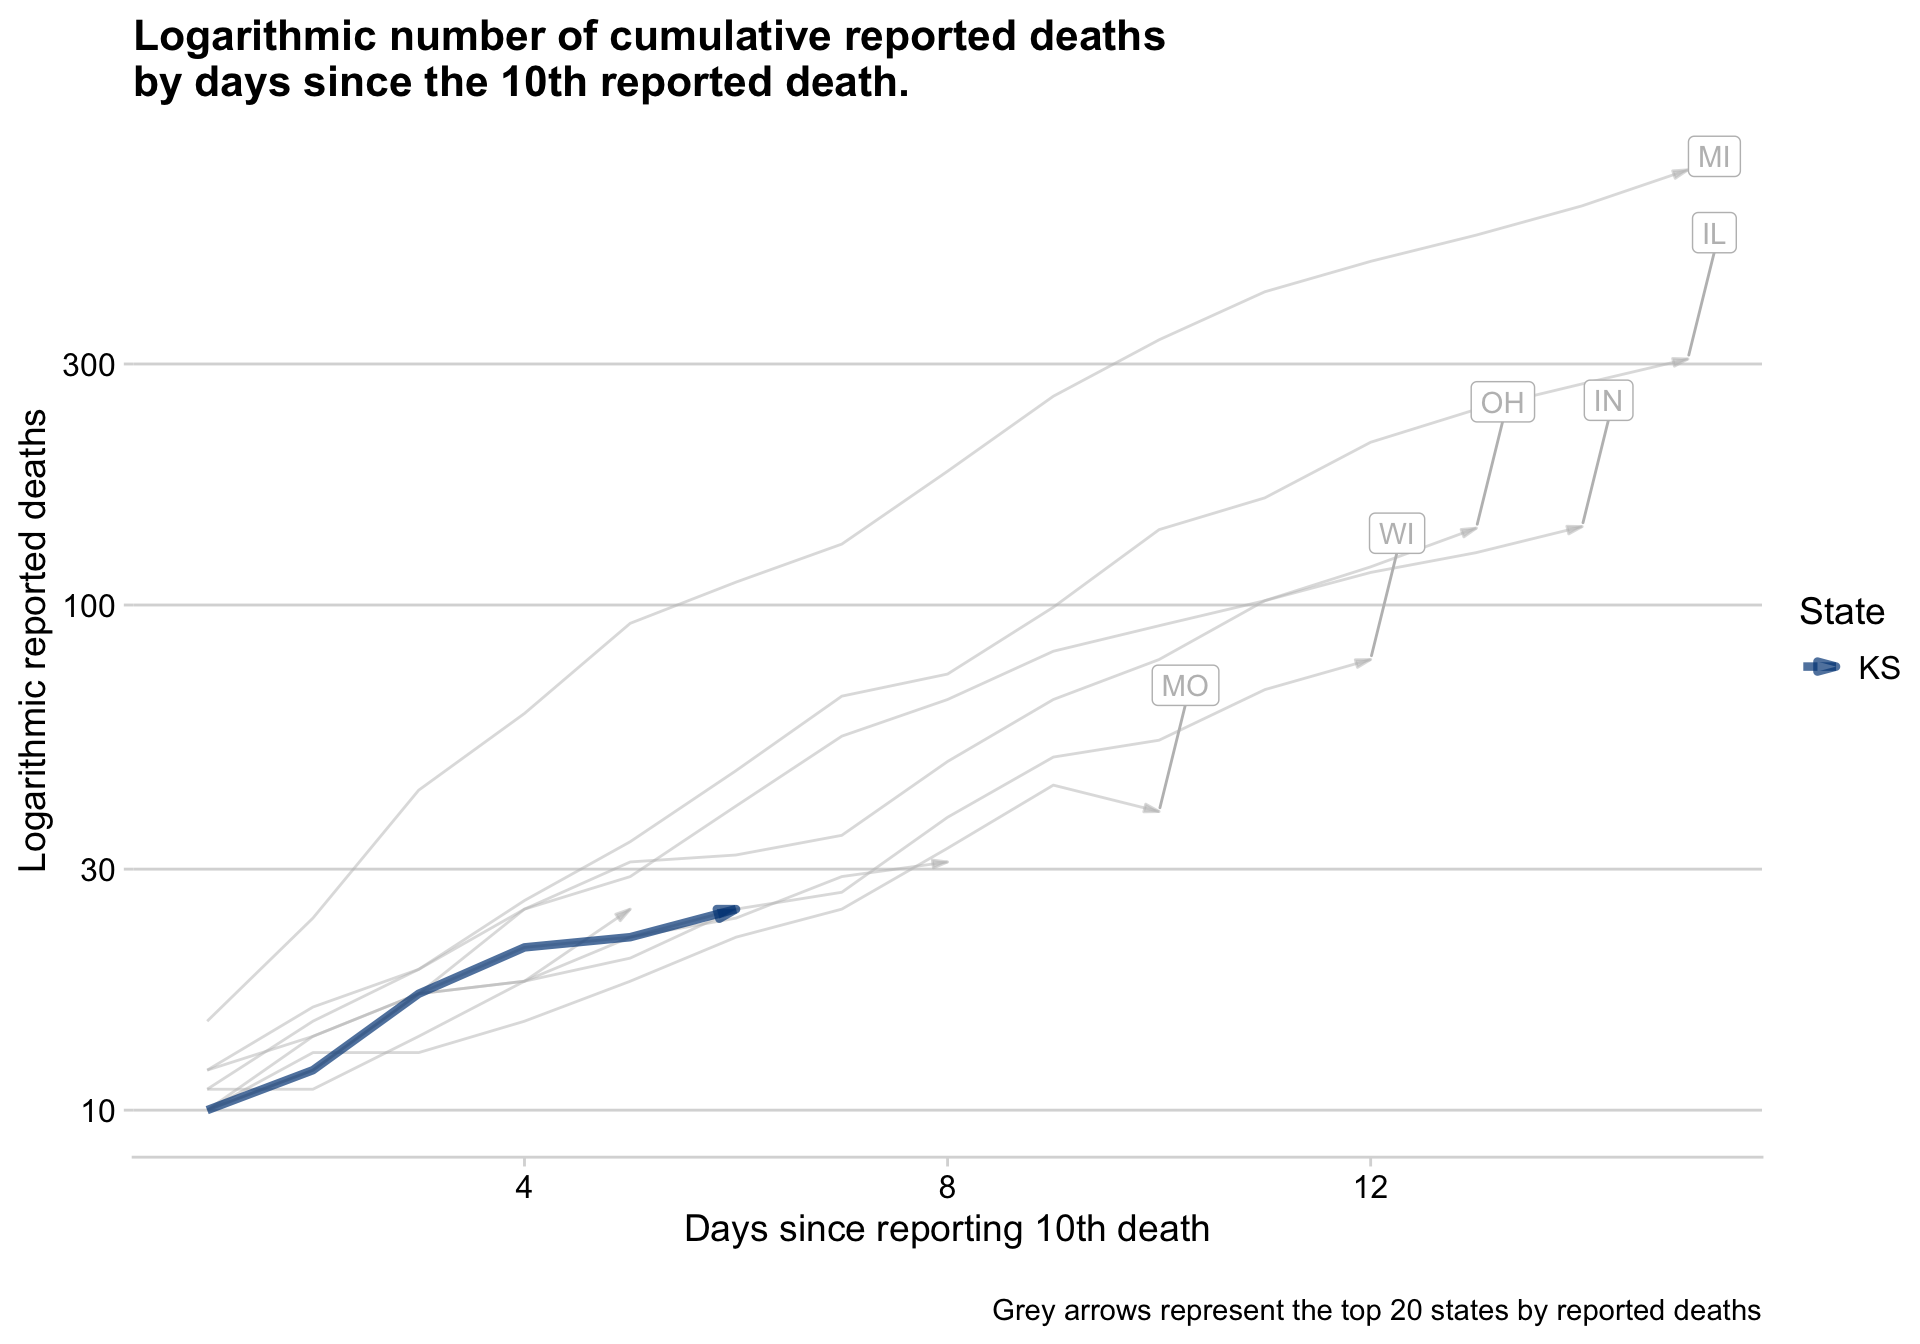 Logarithmic number of cumulative reported deaths
by days since the 10th reported death.
MI
IL
300
OH
IN
WI
100
MO
30
10
Logarithmic reported deaths
State
KS
4
8
12
Days since reporting 10th death
Grey arrows represent the top 20 states by reported deaths